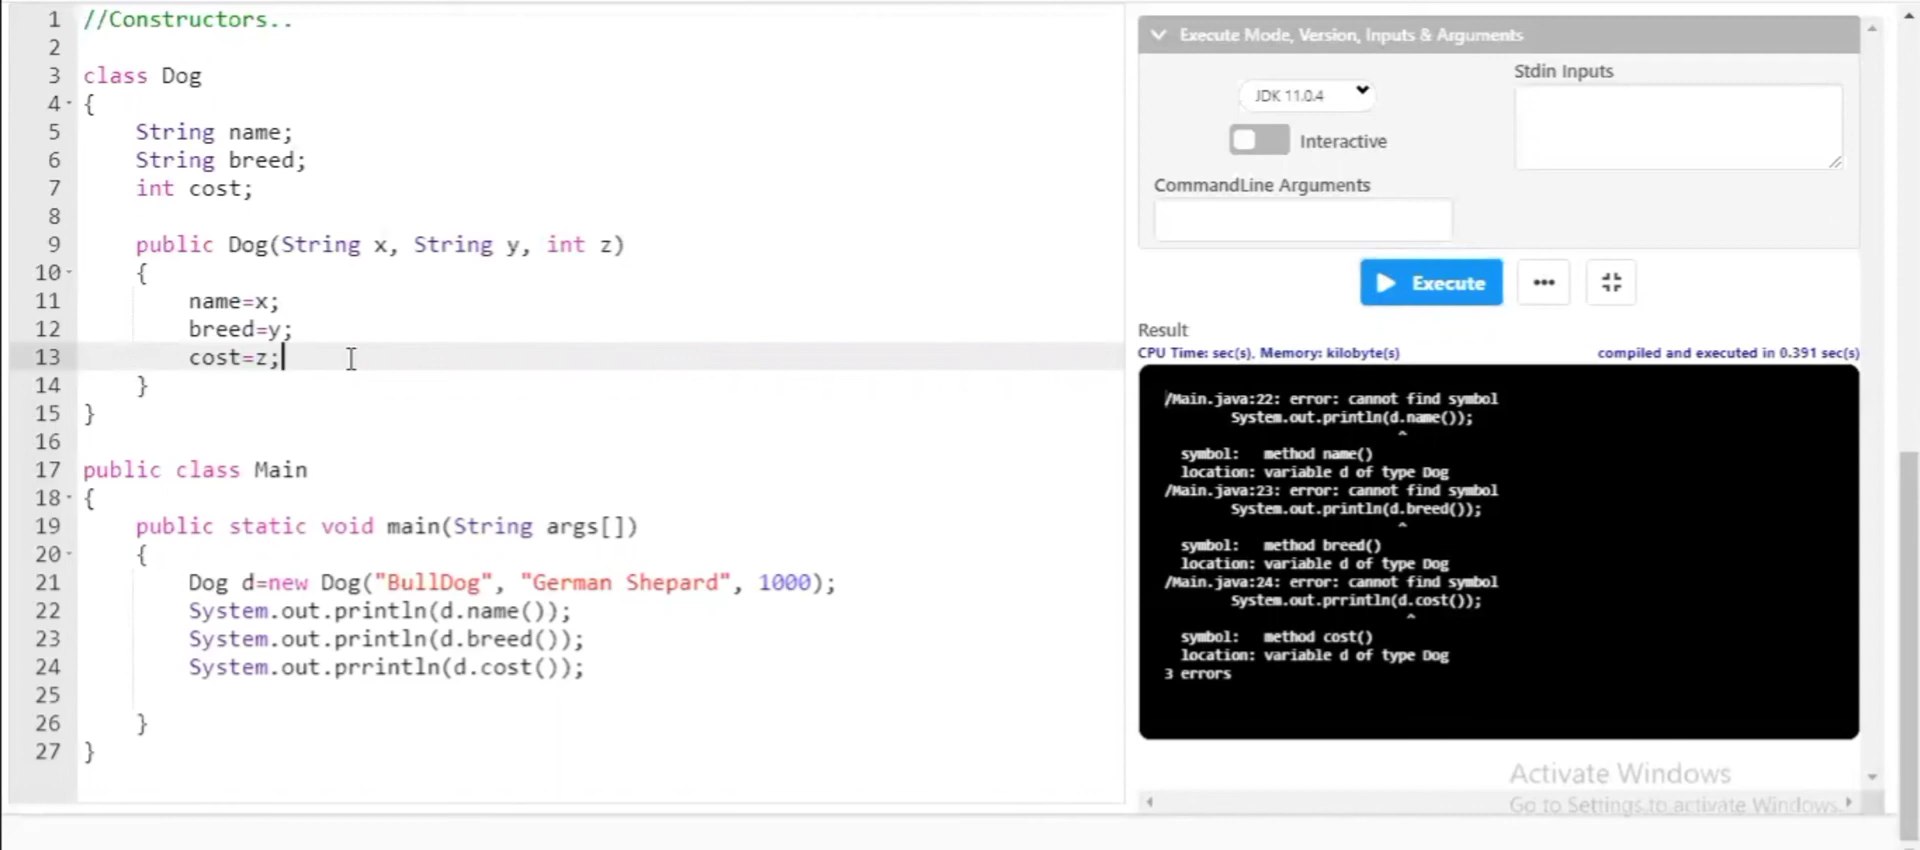 1 //Constructors..
2
3 class Dog
4 {
5 String name;
6 String breed;
7 int cost;
8
9 public Dog(String x, String y, int z)
10 {
11 name=x;
12 breed=y;
13 cost=z;
14 }
15 }
16
17 public class Main
18 {
19 public static void main(String args[])
20 {
21 Dog d=new Dog("BullDog", "German Shepard", 1000);
22 System.out.println(d.name());
23 System.out.println(d.breed());
24 System.out.prrintln(d.cost());
25
26 }
27 }
Execute Mode, Version, Inputs & Arguments
JDK 11.0.4
Interactive
Stdin Inputs
CommandLine Arguments
Execute
Result
CPU Time: sec(s), Memory: kilobyte(s)
compiled and executed in 0.391 sec(s)
/Main.java:22: error: cannot find symbol
System.out.println(d.name());
^
symbol: method name()
location: variable d of type Dog
/Main.java:23: error: cannot find symbol
System.out.println(d.breed());
^
symbol: method breed()
location: variable d of type Dog
/Main.java:24: error: cannot find symbol
System.out.prrintln(d.cost());
^
symbol: method cost()
location: variable d of type Dog
3 errors
Activate Windows
Go to Settings to activate Windows.